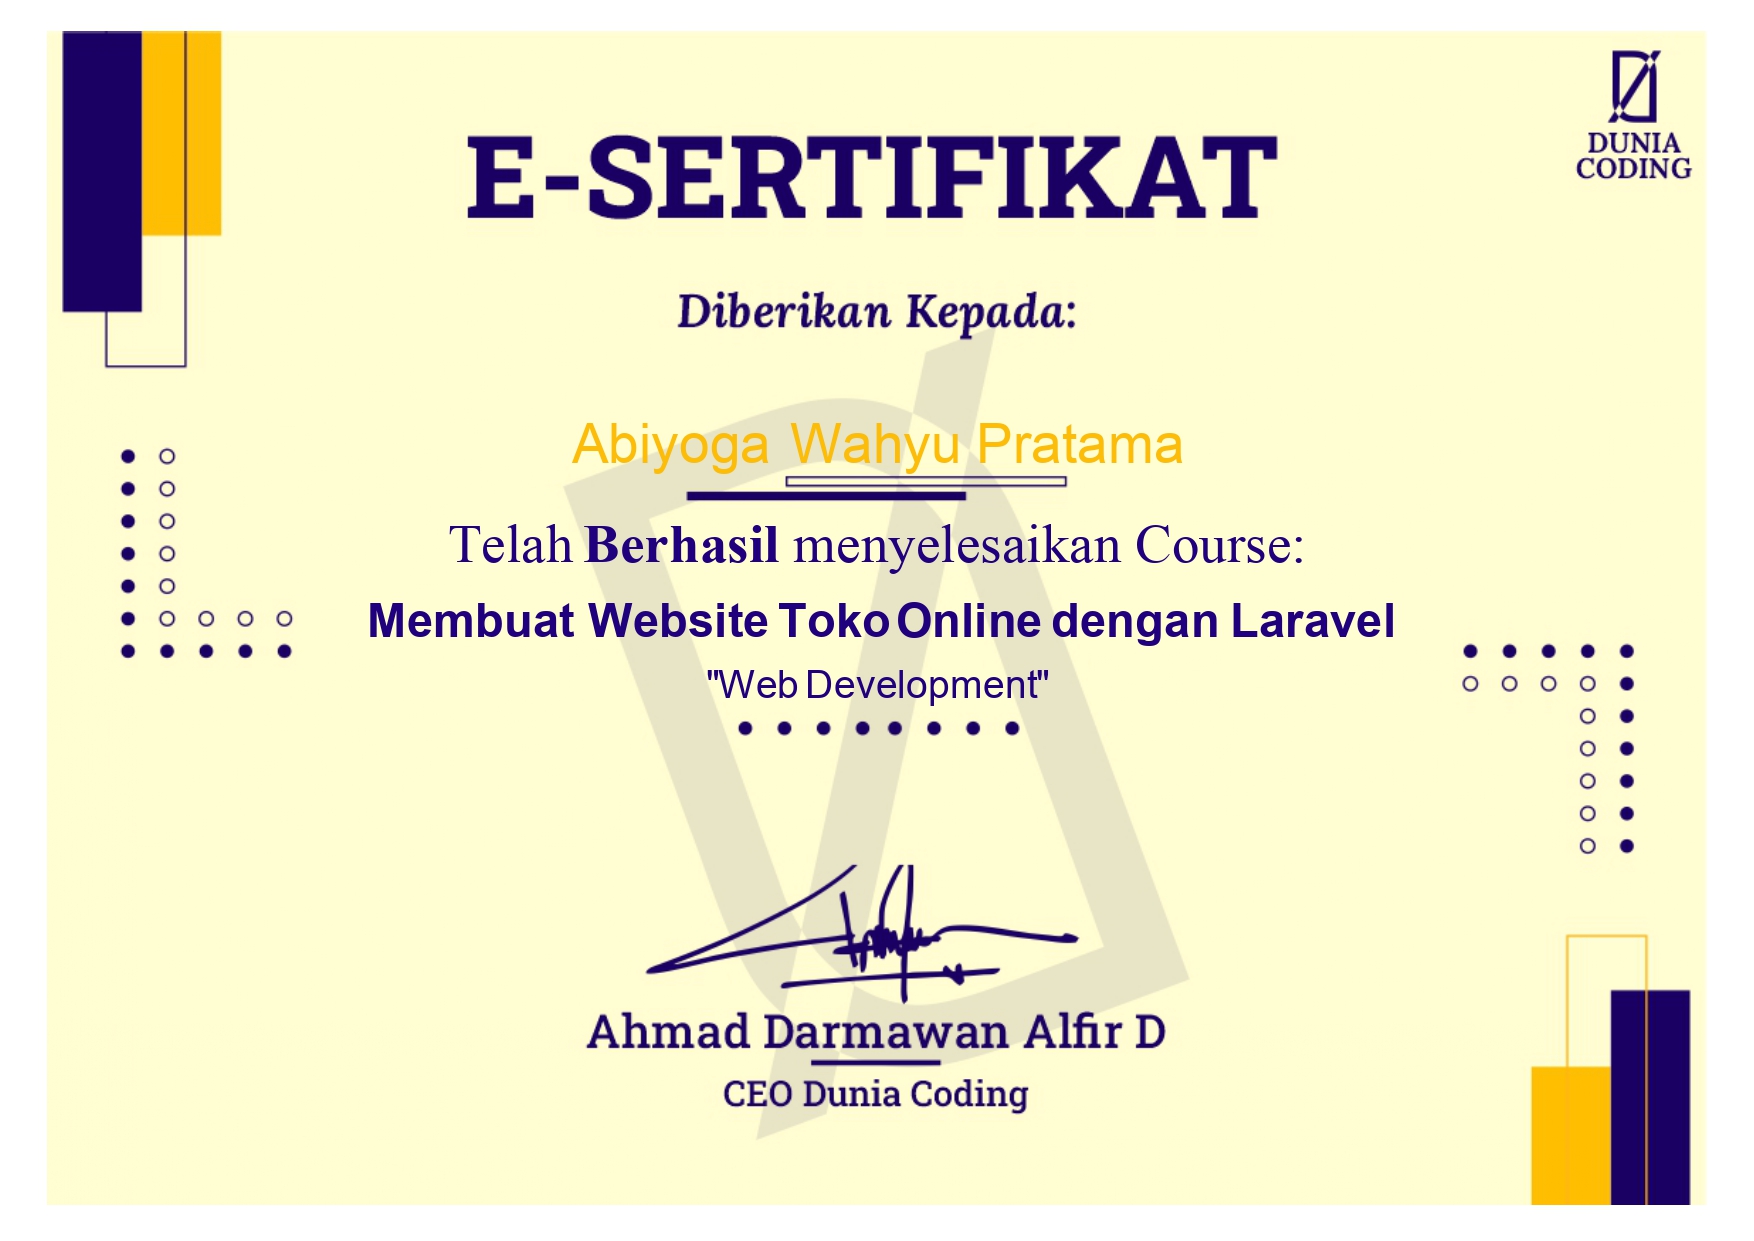 DUNIA
CODING
E-SERTIFIKAT
Diberikan Kepada:
Abiyoga Wahyu Pratama
Telah Berhasil menyelesaikan Course:
Membuat Website Toko Online dengan Laravel
"Web Development"
Ahmad Darmawan Alfir D
CEO Dunia Coding